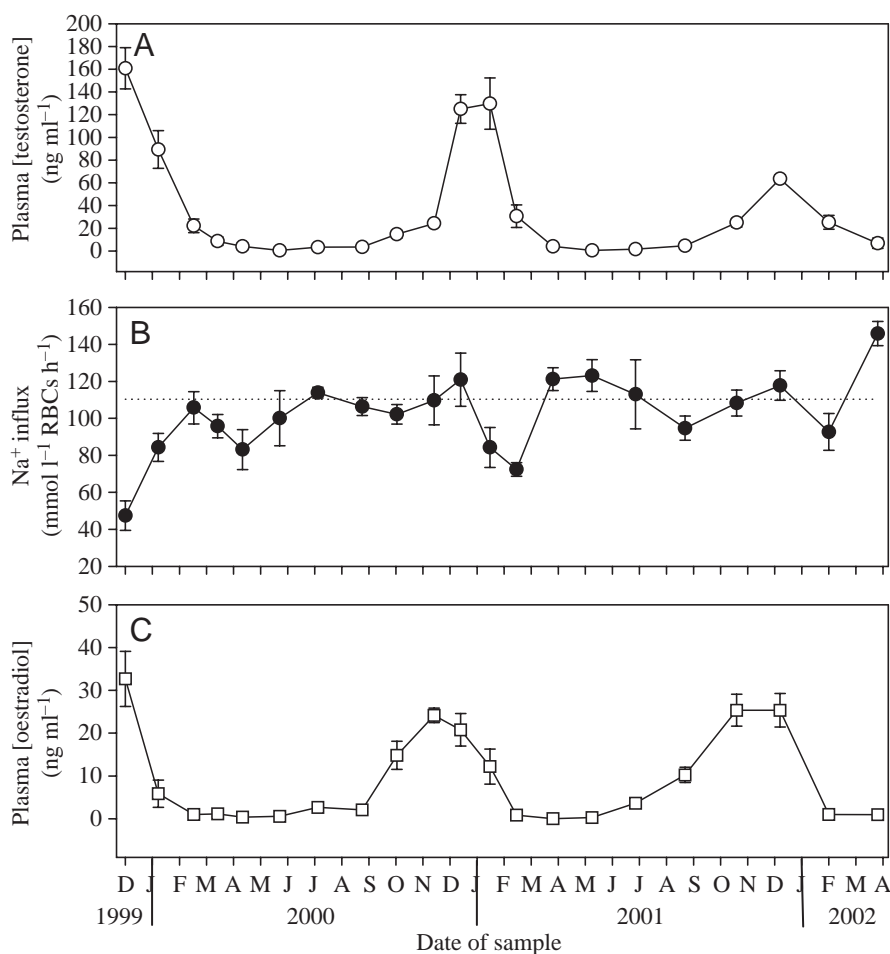 A
Plasma [testosterone]
(ng ml⁻¹)
200
180
160
140
120
100
80
60
40
20
0
B
Na⁺ influx
(mmol l⁻¹ RBCs h⁻¹)
160
140
120
100
80
60
40
20
C
Plasma [oestradiol]
(ng ml⁻¹)
50
40
30
20
10
0
D J F M A M J J A S O N D J F M A M J J A S O N D J F M A
1999 2000 2001 2002
Date of sample